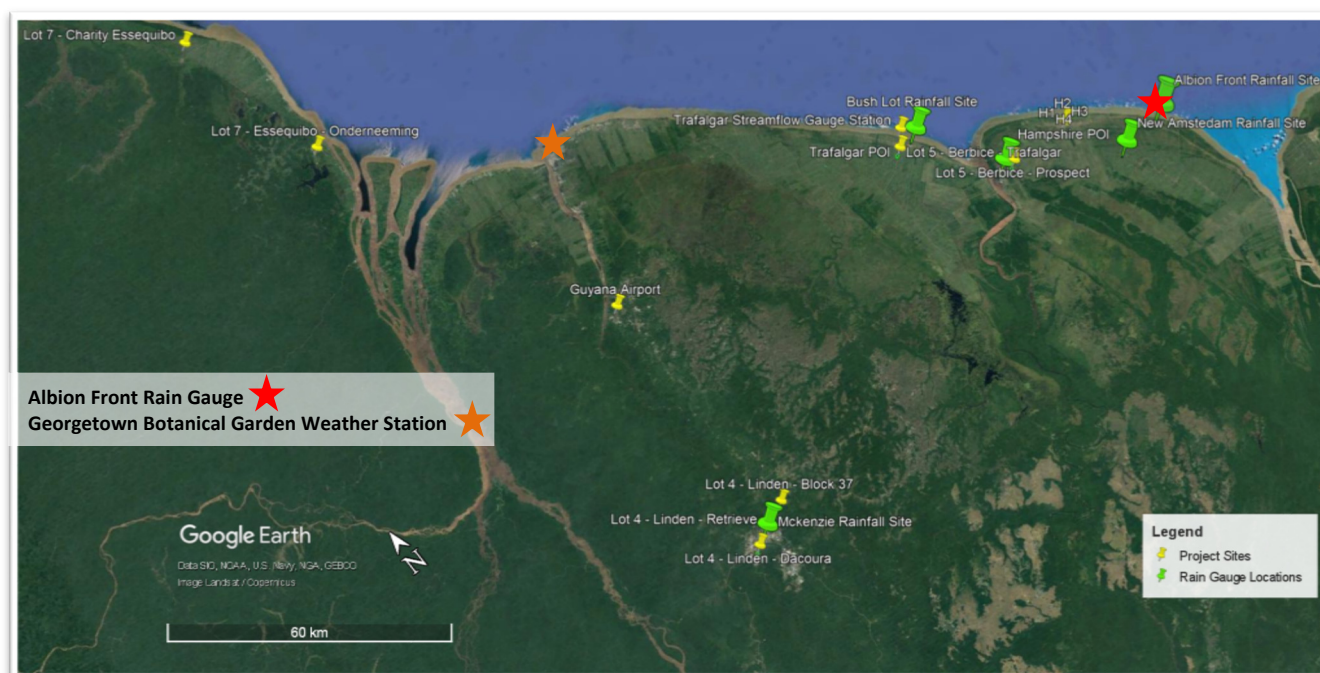 Lot 7 - Charity Essequibo
Albion Front Rainfall Site
Bush Lot Rainfall Site
H2
H1
H3
H4
Trafalgar Streamflow Gauge Station
New Amstedam Rainfall Site
Lot 7 - Essequibo - Onderneeming
Hampshire POI
Trafalgar POI
Lot 5 - Berbice - Trafalgar
Lot 5 - Berbice - Prospect
Guyana Airport
Albion Front Rain Gauge
Georgetown Botanical Garden Weather Station
Lot 4 - Linden - Block 37
Lot 4 - Linden - Retrieve
Mckenzie Rainfall Site
Lot 4 - Linden - Dacoura
Google Earth
N
Data SIO, NOAA, U.S. Navy, NGA, GEBCO
Image Landsat / Copernicus
60 km
Legend
Project Sites
Rain Gauge Locations